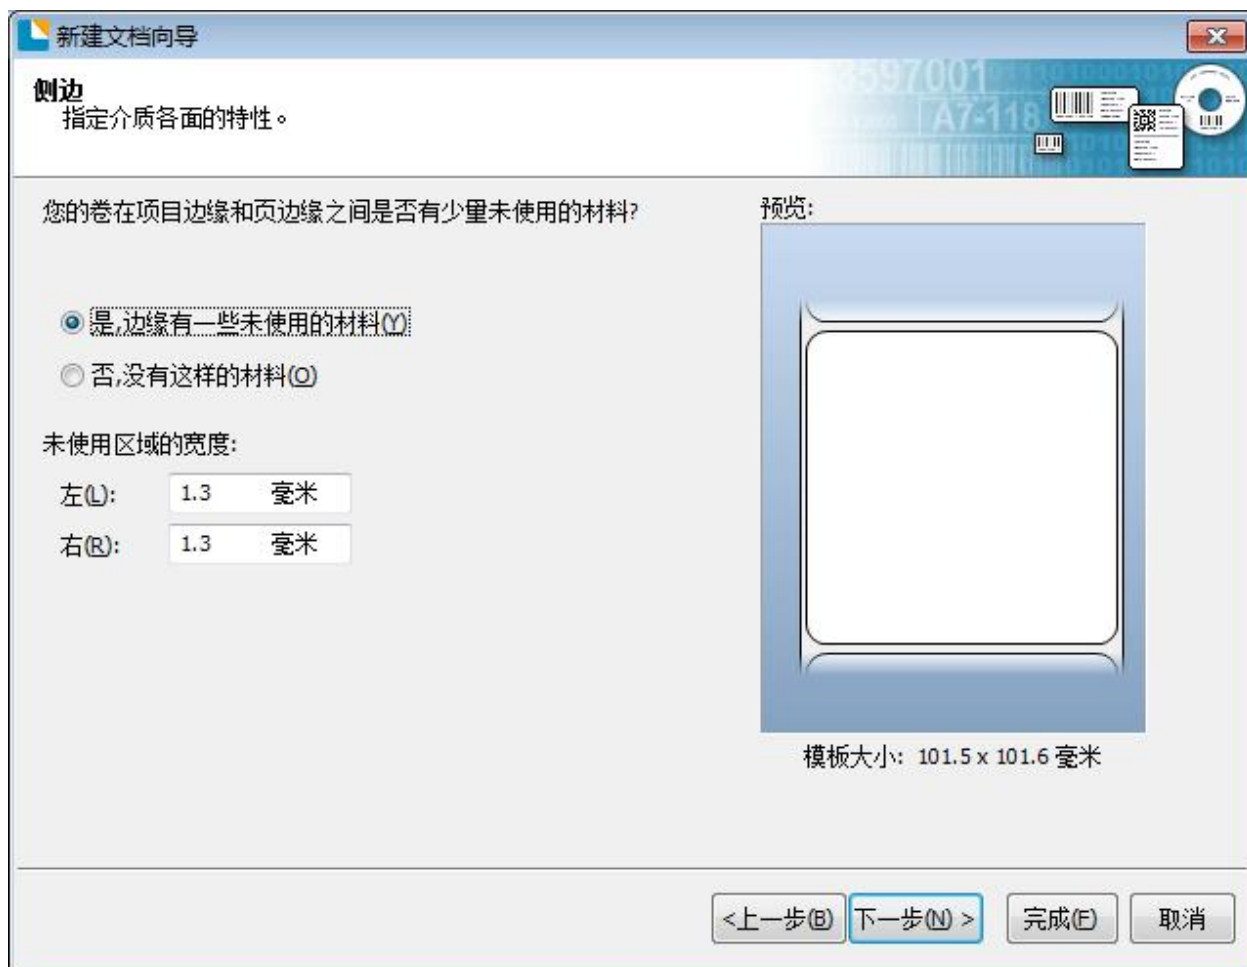 新建文档向导
侧边
指定介质各面的特性。
3597001
A7-118
您的卷在项目边缘和页边缘之间是否有少量未使用的材料?
预览:
是,边缘有一些未使用的材料(Y)
否,没有这样的材料(O)
未使用区域的宽度:
左(L): 1.3 毫米
右(R): 1.3 毫米
模板大小: 101.5 x 101.6 毫米
<上一步(B) 下一步(N) > 完成(F) 取消